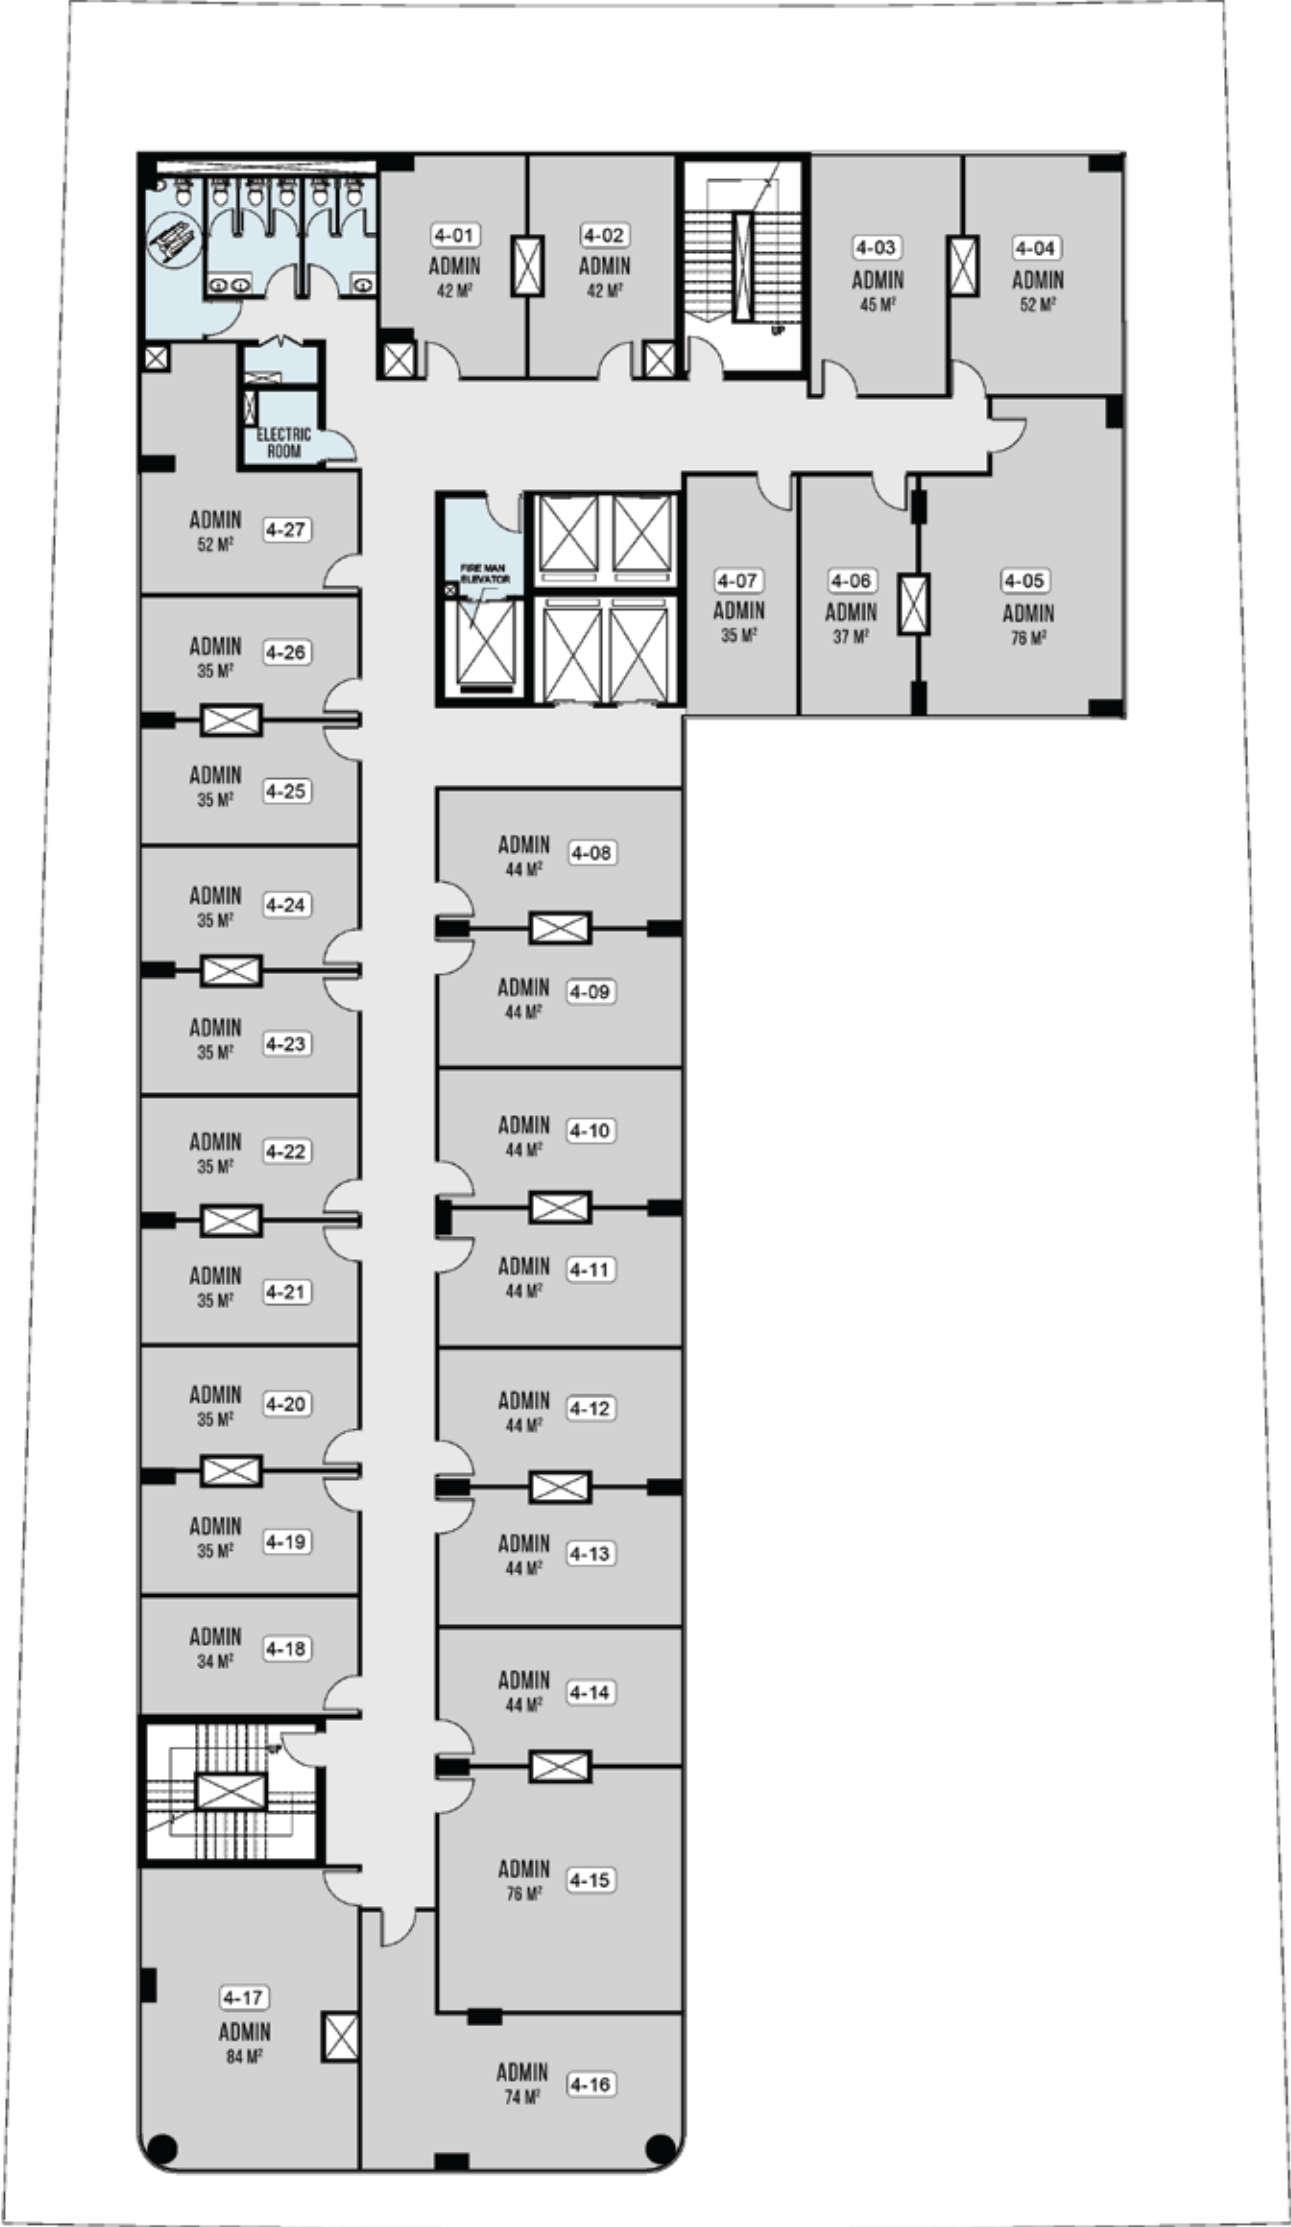 4-01
ADMIN
42 M²
4-02
ADMIN
42 M²
UP
4-03
ADMIN
45 M²
4-04
ADMIN
52 M²
ELECTRIC
ROOM
ADMIN
52 M²
4-27
FIRE MAN
ELEVATOR
4-07
ADMIN
35 M²
4-06
ADMIN
37 M²
4-05
ADMIN
76 M²
ADMIN
35 M²
4-26
ADMIN
35 M²
4-25
ADMIN
44 M²
4-08
ADMIN
35 M²
4-24
ADMIN
44 M²
4-09
ADMIN
35 M²
4-23
ADMIN
44 M²
4-10
ADMIN
35 M²
4-22
ADMIN
44 M²
4-11
ADMIN
35 M²
4-21
ADMIN
44 M²
4-12
ADMIN
35 M²
4-20
ADMIN
44 M²
4-13
ADMIN
35 M²
4-19
ADMIN
34 M²
4-18
ADMIN
44 M²
4-14
UP
ADMIN
76 M²
4-15
4-17
ADMIN
84 M²
ADMIN
74 M²
4-16